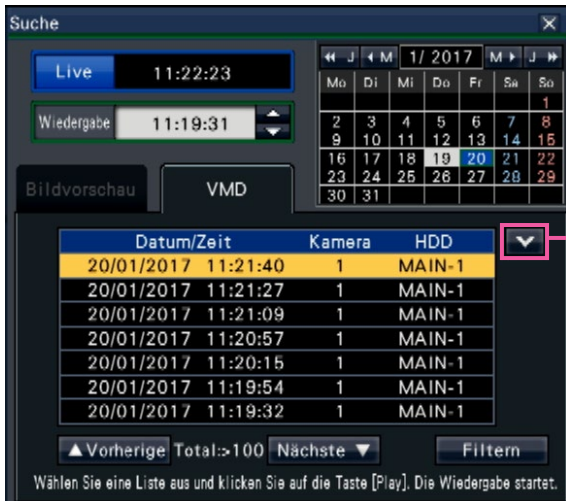 Suche
Live 11:22:23
Wiedergabe 11:19:31
J M 1/ 2017 M J
Mo Di Mi Do Fr Sa So
1
2 3 4 5 6 7 8
9 10 11 12 13 14 15
16 17 18 19 20 21 22
23 24 25 26 27 28 29
30 31
Bildvorschau VMD
Datum/Zeit Kamera HDD
20/01/2017 11:21:40 1 MAIN-1
20/01/2017 11:21:27 1 MAIN-1
20/01/2017 11:21:09 1 MAIN-1
20/01/2017 11:20:57 1 MAIN-1
20/01/2017 11:20:15 1 MAIN-1
20/01/2017 11:19:54 1 MAIN-1
20/01/2017 11:19:32 1 MAIN-1
▲Vorherige Total:>100 Nächste ▼ Filtern
Wählen Sie eine Liste aus und klicken Sie auf die Taste [Play]. Die Wiedergabe startet.